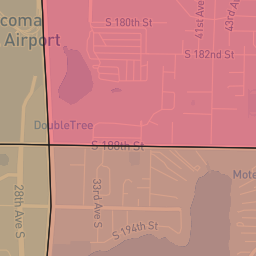 coma
Airport
S 180th St
41st Ave
43rd Av
S 182nd St
DoubleTree
S 188th St
Mote
28th Ave S
33rd Ave S
S 194th St